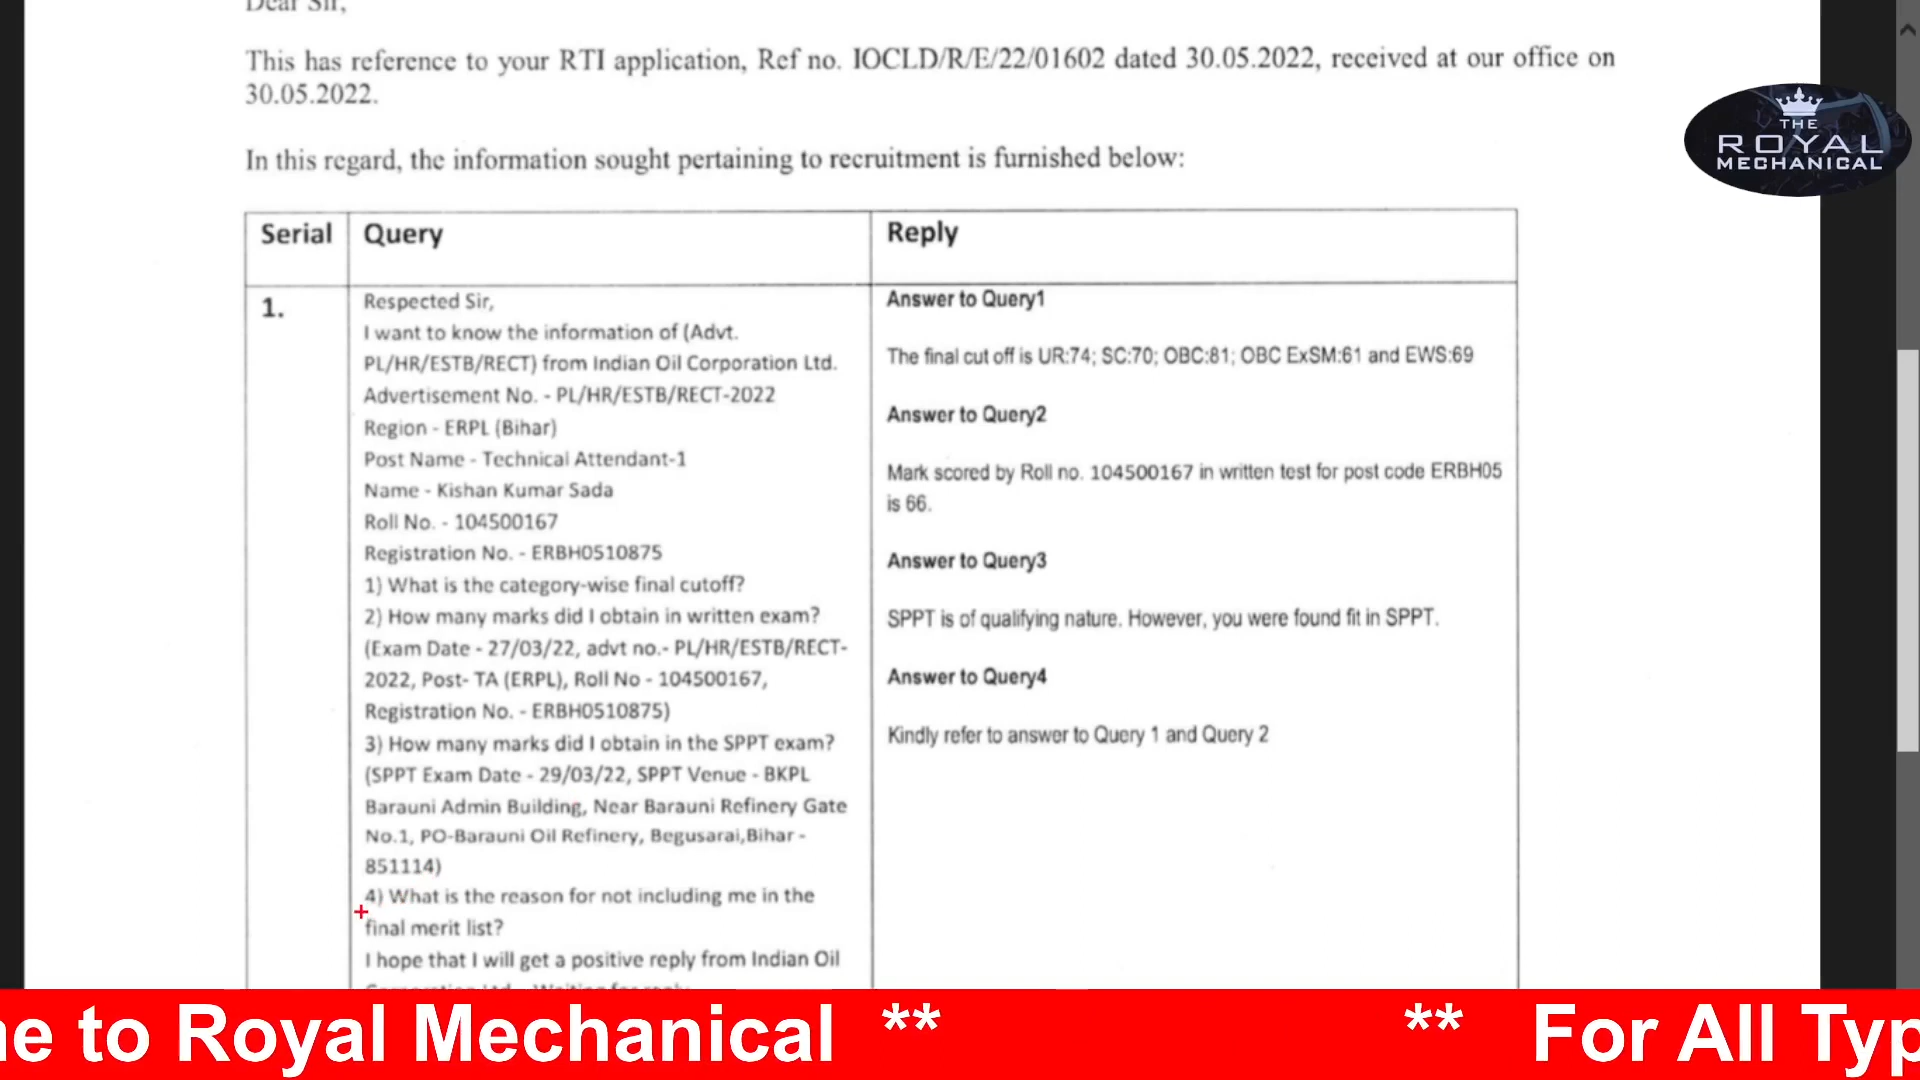 Dear Sir,
This has reference to your RTI application, Ref no. IOCLD/R/E/22/01602 dated 30.05.2022, received at our office on
30.05.2022.
In this regard, the information sought pertaining to recruitment is furnished below:
THE
ROYAL
MECHANICAL
Serial Query Reply
1.
Respected Sir,
I want to know the information of (Advt.
PL/HR/ESTB/RECT) from Indian Oil Corporation Ltd.
Advertisement No. - PL/HR/ESTB/RECT-2022
Region - ERPL (Bihar)
Post Name - Technical Attendant-1
Name - Kishan Kumar Sada
Roll No. - 104500167
Registration No. - ERBH0510875
1) What is the category-wise final cutoff?
2) How many marks did I obtain in written exam?
(Exam Date - 27/03/22, advt no.- PL/HR/ESTB/RECT-
2022, Post- TA (ERPL), Roll No - 104500167,
Registration No. - ERBH0510875)
3) How many marks did I obtain in the SPPT exam?
(SPPT Exam Date - 29/03/22, SPPT Venue - BKPL
Barauni Admin Building, Near Barauni Refinery Gate
No.1, PO-Barauni Oil Refinery, Begusarai,Bihar -
851114)
4) What is the reason for not including me in the
final merit list?
I hope that I will get a positive reply from Indian Oil
Answer to Query1
The final cut off is UR:74; SC:70; OBC:81; OBC ExSM:61 and EWS:69
Answer to Query2
Mark scored by Roll no. 104500167 in written test for post code ERBH05
is 66.
Answer to Query3
SPPT is of qualifying nature. However, you were found fit in SPPT.
Answer to Query4
Kindly refer to answer to Query 1 and Query 2
me to Royal Mechanical ** ** For All Typ